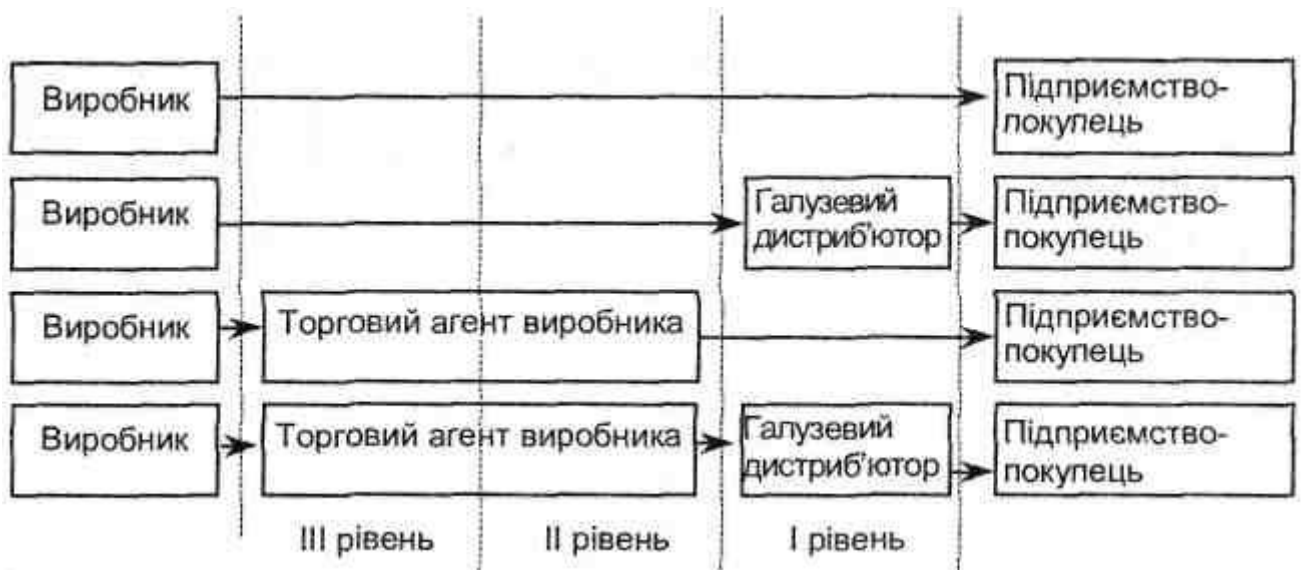 Виробник
Підприємство-
покупець
Виробник
Галузевий
дистриб'ютор
Підприємство-
покупець
Виробник
Торговий агент виробника
Підприємство-
покупець
Виробник
Торговий агент виробника
Галузевий
дистриб'ютор
Підприємство-
покупець
III рівень
II рівень
I рівень